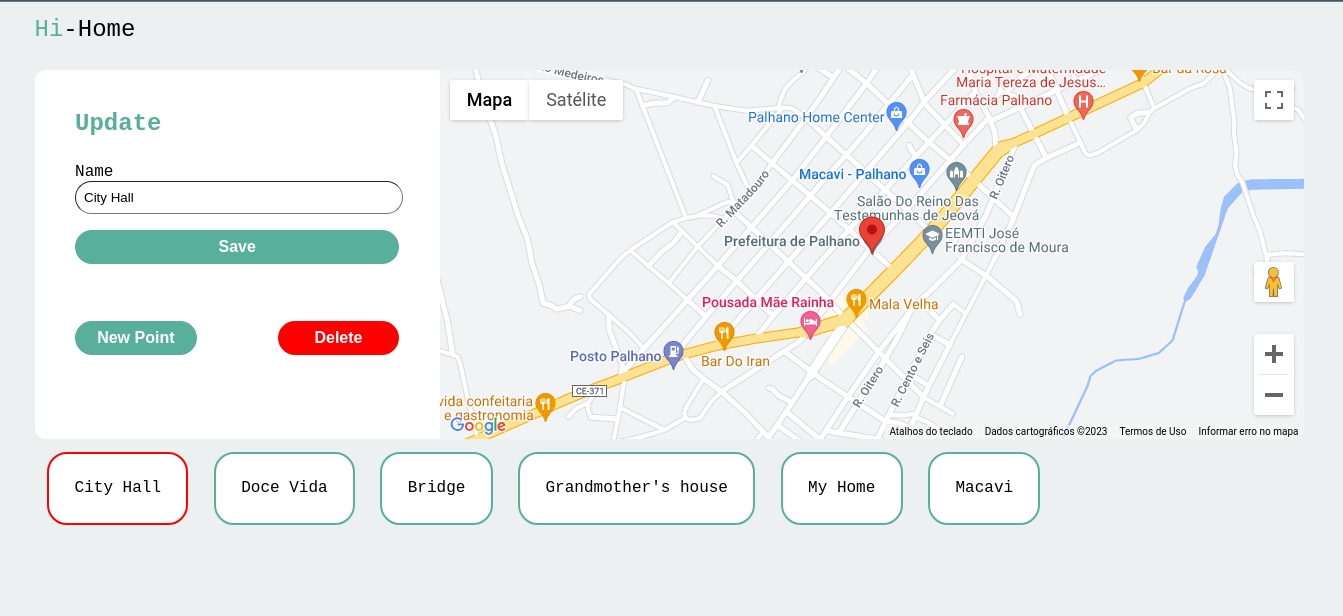 Hi-Home
Update
Name
City Hall
Save
New Point
Delete
Mapa
Satélite
Medeiros
Maria Tereza de Jesus...
Hospital e Maternidade
Bar da Rosa
Farmácia Palhano
Palhano Home Center
Macavi - Palhano
R. Matadouro
R. Oitero
Salão Do Reino Das
Testemunhas de Jeová
Prefeitura de Palhano
EEMTI José
Francisco de Moura
Pousada Mãe Rainha
Mala Velha
Posto Palhano
Bar Do Iran
R. Oitero
R. Cento e Seis
CE-371
vida confeitaria
e gastronomia
Google
Atalhos do teclado
Dados cartográficos ©2023
Termos de Uso
Informar erro no mapa
City Hall
Doce Vida
Bridge
Grandmother's house
My Home
Macavi